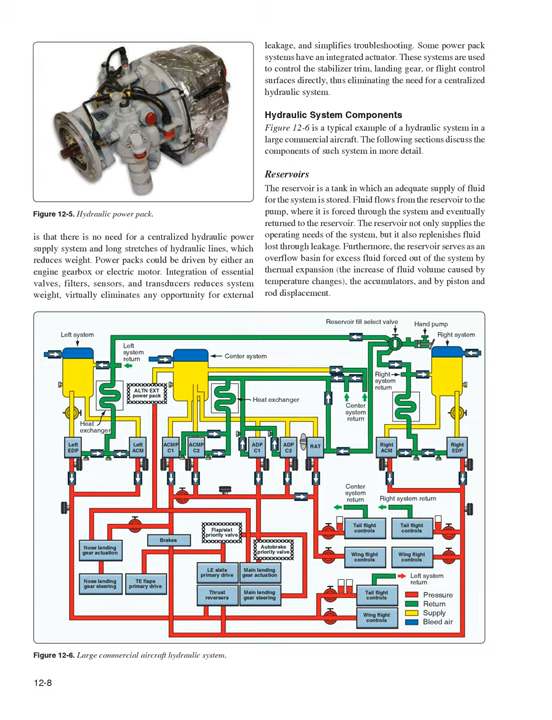 leakage, and simplifies troubleshooting. Some power pack
systems have an integrated actuator. These systems are used
to control the stabilizer trim, landing gear, or flight control
surfaces directly, thus eliminating the need for a centralized
hydraulic system.
Hydraulic System Components
Figure 12-6 is a typical example of a hydraulic system in a
large commercial aircraft. The following sections discuss the
components of such system in more detail.
Reservoirs
The reservoir is a tank in which an adequate supply of fluid
for the system is stored. Fluid flows from the reservoir to the
pump, where it is forced through the system and eventually
returned to the reservoir. The reservoir not only supplies the
operating needs of the system, but it also replenishes fluid
lost through leakage. Furthermore, the reservoir serves as an
overflow basin for excess fluid forced out of the system by
thermal expansion (the increase of fluid volume caused by
temperature changes), the accumulators, and by piston and
rod displacement.
Figure 12-5. Hydraulic power pack.
is that there is no need for a centralized hydraulic power
supply system and long stretches of hydraulic lines, which
reduces weight. Power packs could be driven by either an
engine gearbox or electric motor. Integration of essential
valves, filters, sensors, and transducers reduces system
weight, virtually eliminates any opportunity for external
Reservoir fill select valve
Hand pump
Left system
Right system
Left
system
return
Center system
ALTN EXT
power pack
Right
system
return
Heat exchanger
Center
system
return
Heat
exchanger
Left
EDP
Left
ACM
ACMP
C1
ACMP
C2
ADP
C1
ADP
C2
RAT
Right
ACM
Right
EDP
Center
system
return
Right system return
Flap/slat
priority valve
Tail flight
controls
Tail flight
controls
Brakes
Autobrake
priority valve
Nose landing
gear actuation
Wing flight
controls
Wing flight
controls
LE slats
primary drive
Main landing
gear actuation
Left system
return
Nose landing
gear steering
TE flaps
primary drive
Thrust
reversers
Main landing
gear steering
Tail flight
controls
Wing flight
controls
Pressure
Return
Supply
Bleed air
Figure 12-6. Large commercial aircraft hydraulic system.
12-8